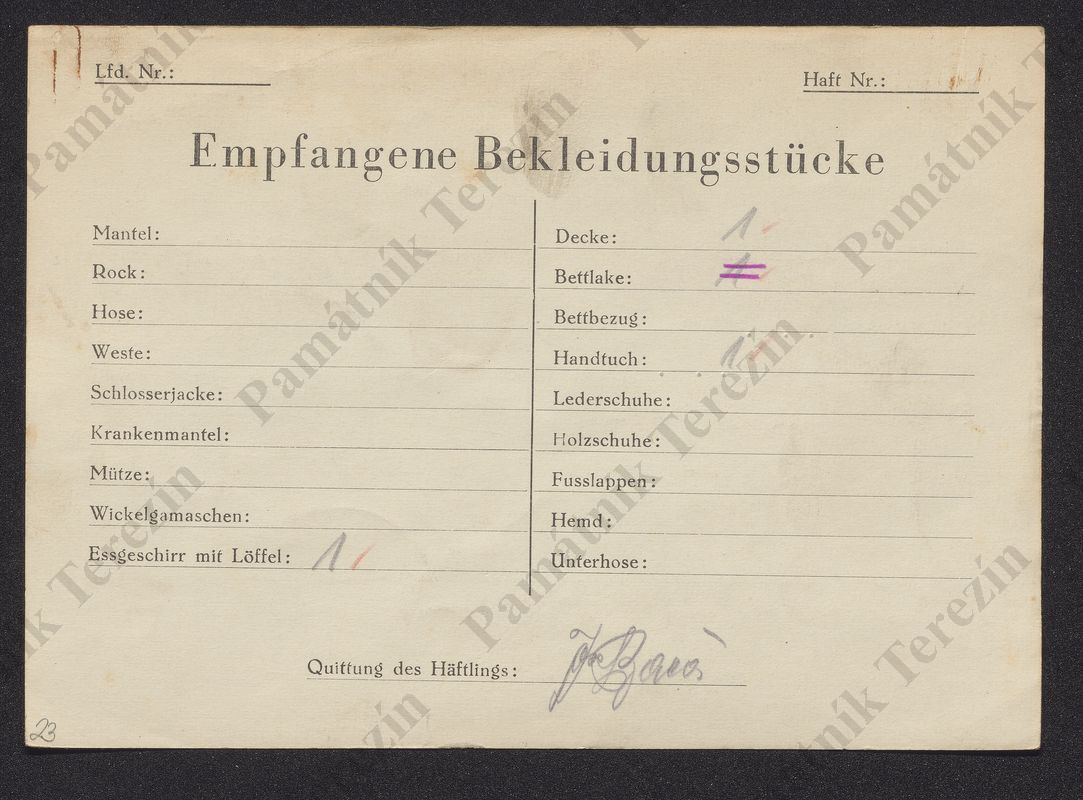 Lfd. Nr.:
Haft Nr.:
Empfangene Bekleidungsstücke
Mantel:
Rock:
Hose:
Weste:
Schlosserjacke:
Krankenmantel:
Mütze:
Wickelgamaschen:
Essgeschirr mit Löffel: 1
Decke: 1
Bettlake: 1
Bettbezug:
Handtuch: 1
Lederschuhe:
Holzschuhe:
Fusslappen:
Hemd:
Unterhose:
Quittung des Häftlings:
23
Památník Terezín